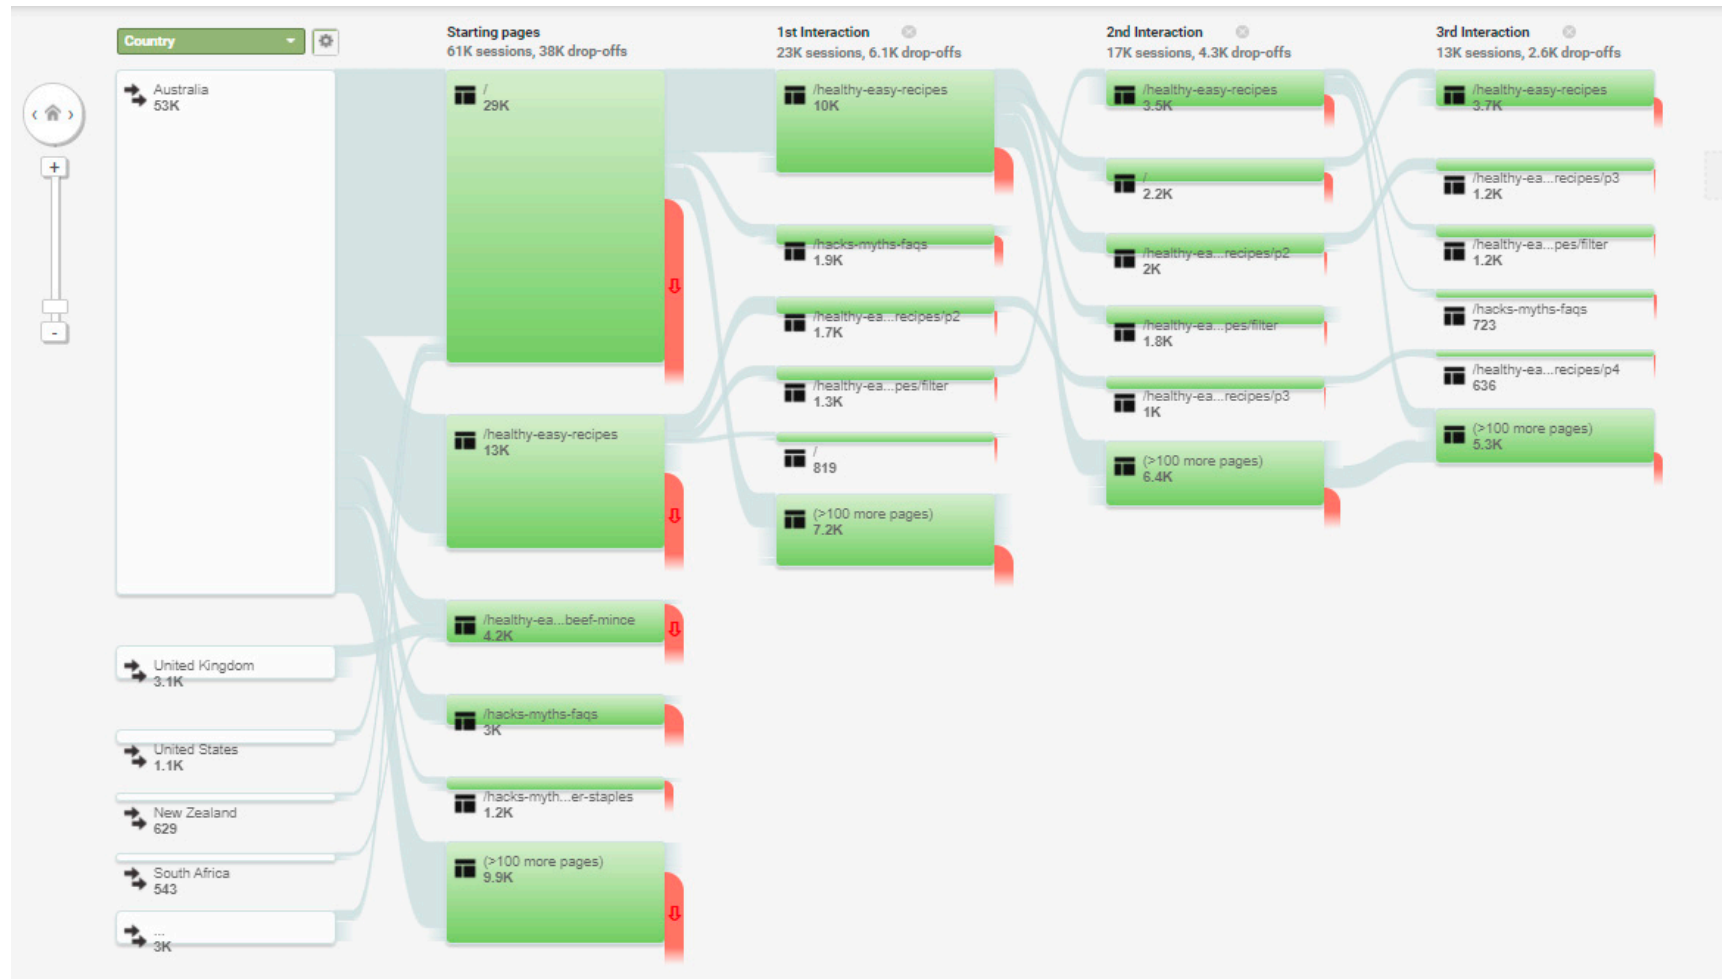 Country
Starting pages
61K sessions, 38K drop-offs
1st Interaction
23K sessions, 6.1K drop-offs
2nd Interaction
17K sessions, 4.3K drop-offs
3rd Interaction
13K sessions, 2.6K drop-offs
+
-
Australia
53K
United Kingdom
3.1K
United States
1.1K
New Zealand
629
South Africa
543
...
3K
/
29K
/healthy-easy-recipes
13K
/healthy-ea...beef-mince
4.2K
/hacks-myths-faqs
3K
/hacks-myth...er-staples
1.2K
(>100 more pages)
9.9K
/healthy-easy-recipes
10K
/hacks-myths-faqs
1.9K
/healthy-ea...recipes/p2
1.7K
/healthy-ea...pes/filter
1.3K
/
819
(>100 more pages)
7.2K
/healthy-easy-recipes
3.5K
/
2.2K
/healthy-ea...recipes/p2
2K
/healthy-ea...pes/filter
1.8K
/healthy-ea...recipes/p3
1K
(>100 more pages)
6.4K
/healthy-easy-recipes
3.7K
/healthy-ea...recipes/p3
1.2K
/healthy-ea...pes/filter
1.2K
/hacks-myths-faqs
723
/healthy-ea...recipes/p4
636
(>100 more pages)
5.3K